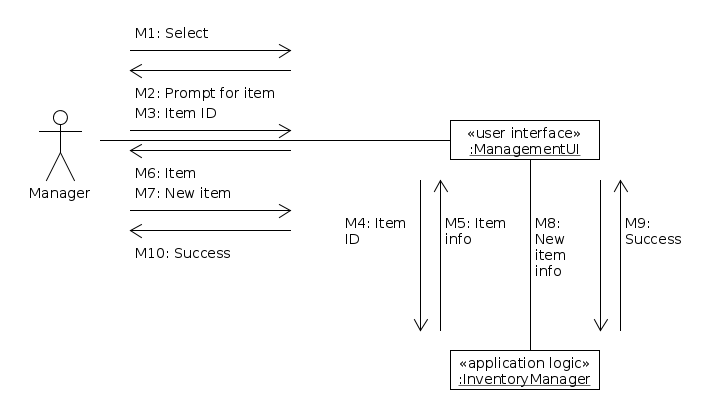 M1: Select
M2: Prompt for item
M3: Item ID
«user interface»
:ManagementUI
M6: Item
Manager
M7: New item
M4: Item
ID
M5: Item
info
M8:
New
item
info
M9:
Success
M10: Success
«application logic»
:InventoryManager